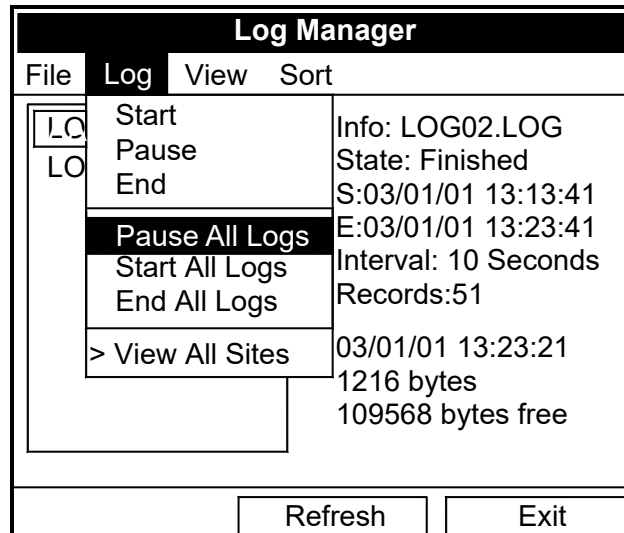 Log Manager
File Log View Sort
LO
LO
Start
Pause
End
Pause All Logs
Start All Logs
End All Logs
> View All Sites
Info: LOG02.LOG
State: Finished
S:03/01/01 13:13:41
E:03/01/01 13:23:41
Interval: 10 Seconds
Records:51
03/01/01 13:23:21
1216 bytes
109568 bytes free
Refresh Exit